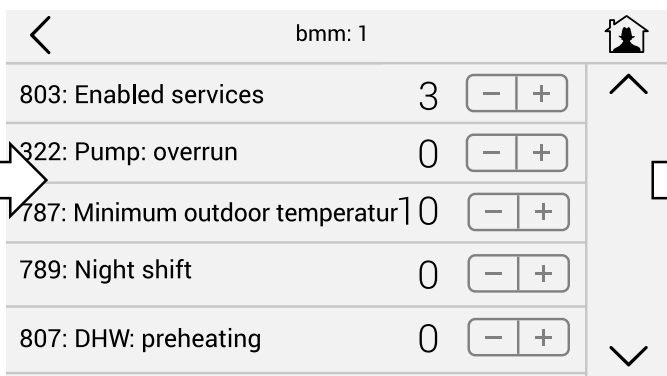 bmm: 1
803: Enabled services 3 − +
322: Pump: overrun 0 − +
787: Minimum outdoor temperatur 10 − +
789: Night shift 0 − +
807: DHW: preheating 0 − +